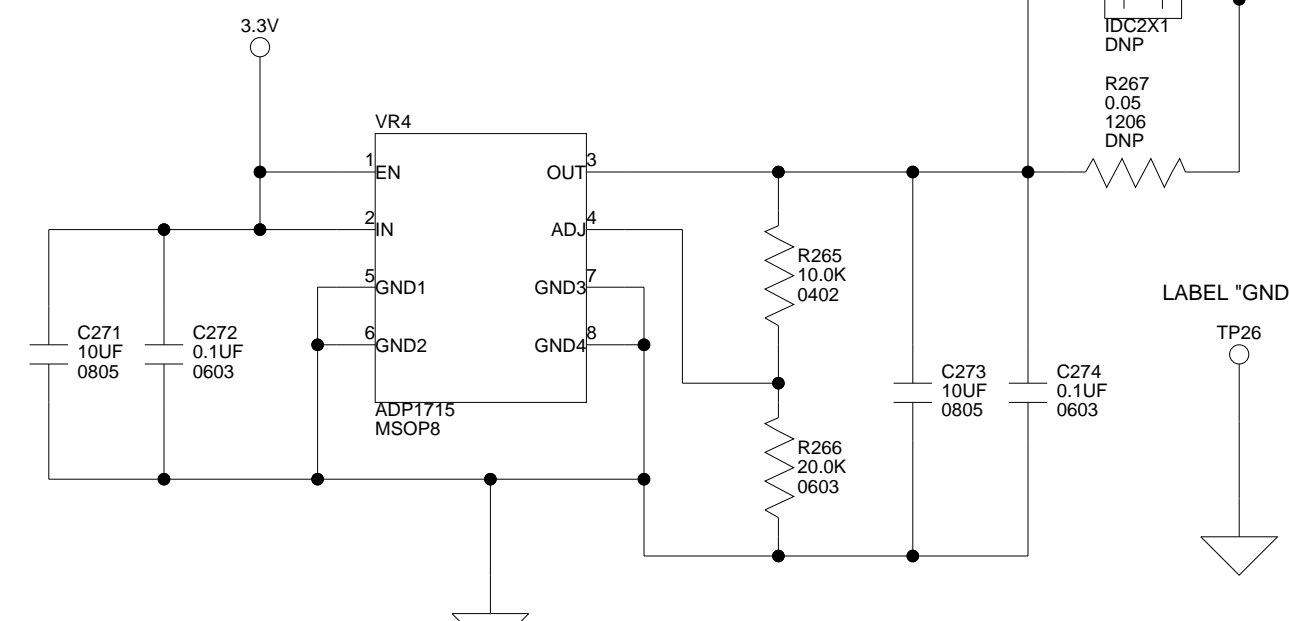 3.3V
IDC2X1
DNP
R267
0.05
1206
DNP
VR4
1
EN
OUT
3
2
IN
ADJ
4
5
GND1
GND3
7
6
GND2
GND4
8
ADP1715
MSOP8
C271
10UF
0805
C272
0.1UF
0603
R265
10.0K
0402
R266
20.0K
0603
C273
10UF
0805
C274
0.1UF
0603
LABEL "GND
TP26